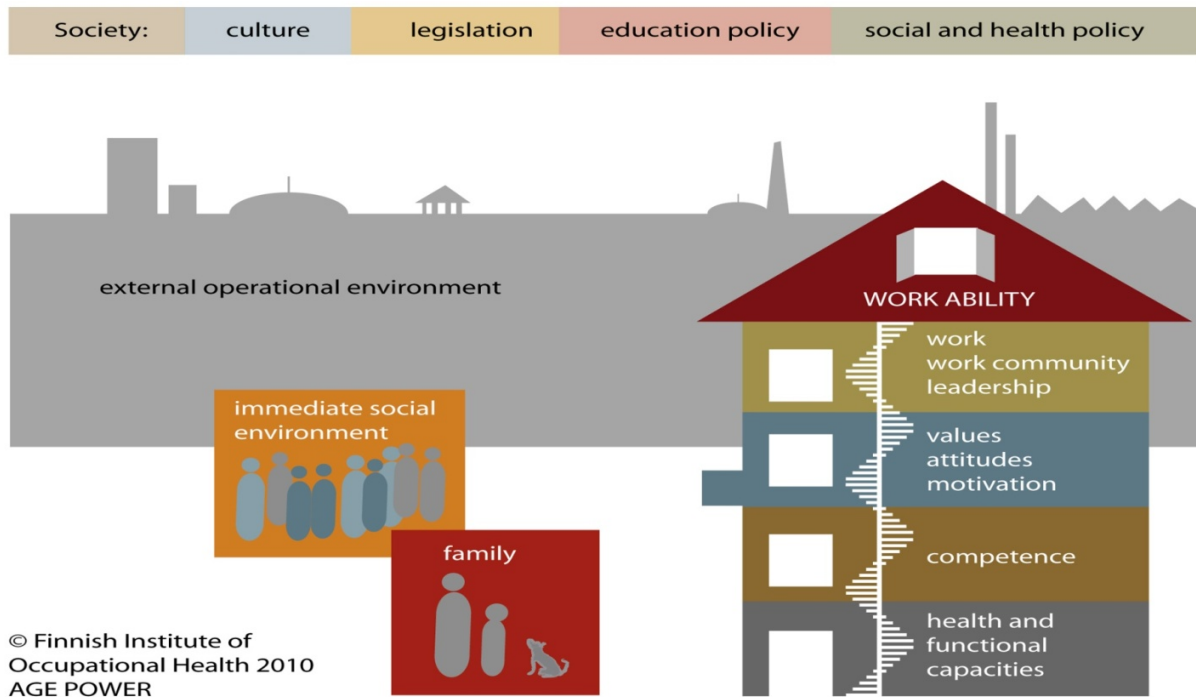 Society: culture legislation education policy social and health policy
external operational environment
WORK ABILITY
work
work community
leadership
values
attitudes
motivation
competence
health and
functional
capacities
immediate social
environment
family
© Finnish Institute of
Occupational Health 2010
AGE POWER